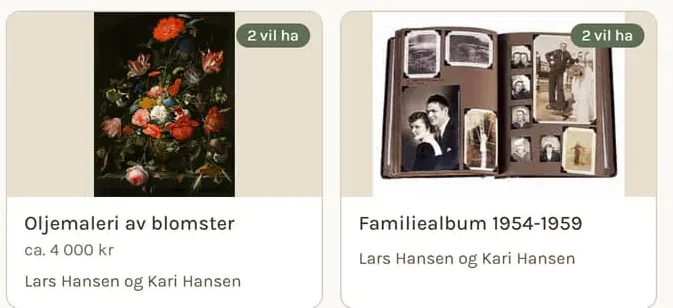 2 vil ha
Oljemaleri av blomster
ca. 4 000 kr
Lars Hansen og Kari Hansen
2 vil ha
Familiealbum 1954-1959
Lars Hansen og Kari Hansen